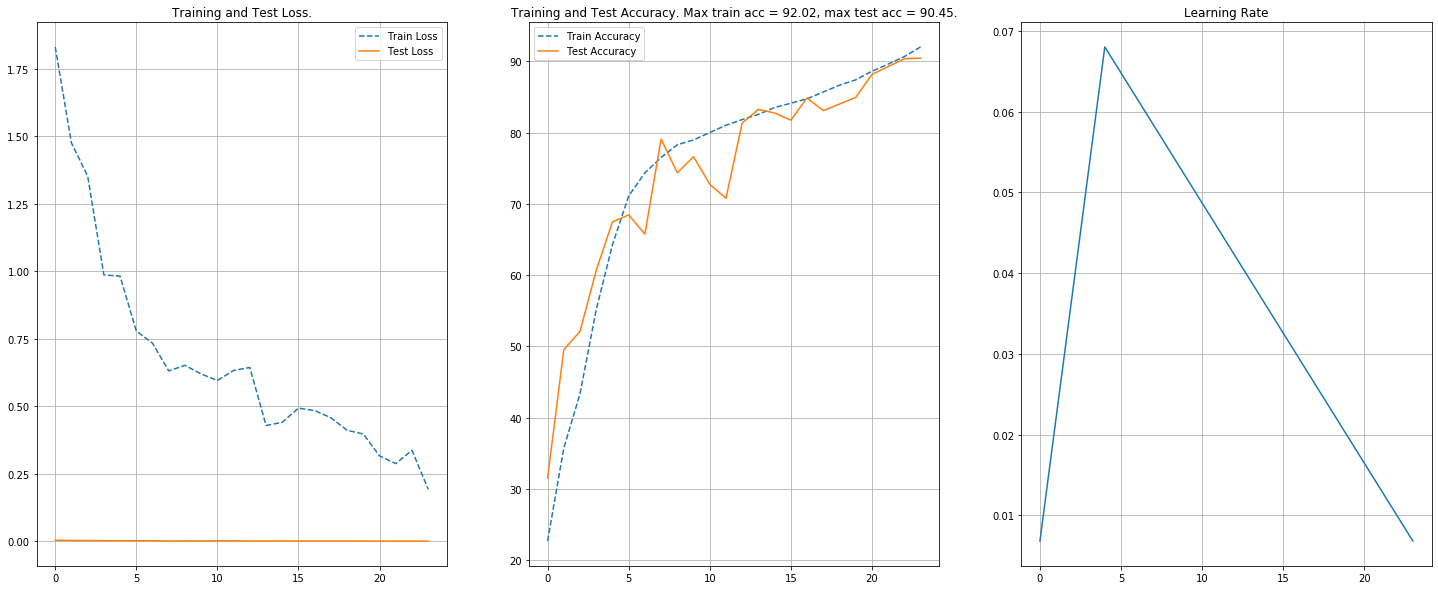 Training and Test Loss.
Train Loss
Test Loss
1.75
1.50
1.25
1.00
0.75
0.50
0.25
0.00
0 5 10 15 20
Training and Test Accuracy. Max train acc = 92.02, max test acc = 90.45.
Train Accuracy
Test Accuracy
90
80
70
60
50
40
30
20
0 5 10 15 20
Learning Rate
0.07
0.06
0.05
0.04
0.03
0.02
0.01
0 5 10 15 20